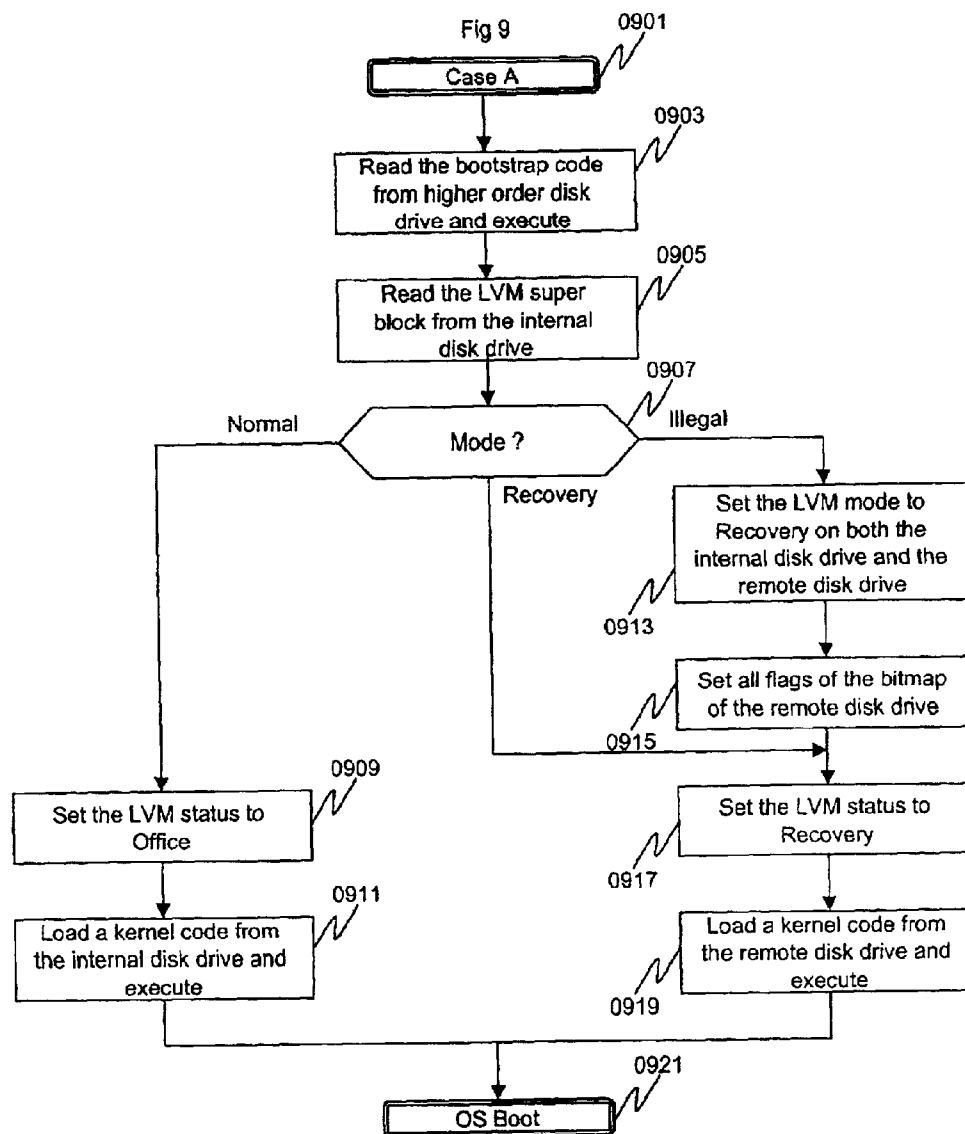 Fig 9
0901
Case A
0903
Read the bootstrap code
from higher order disk
drive and execute
0905
Read the LVM super
block from the internal
disk drive
0907
Normal
Mode ?
Illegal
Recovery
Set the LVM mode to
Recovery on both the
internal disk drive and the
remote disk drive
0913
Set all flags of the bitmap
of the remote disk drive
0915
0909
Set the LVM status to
Office
Set the LVM status to
Recovery
0917
0911
Load a kernel code from
the internal disk drive and
execute
Load a kernel code from
the remote disk drive and
execute
0919
0921
OS Boot